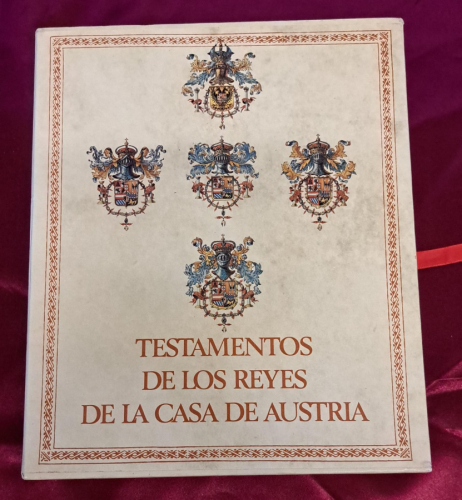 TESTAMENTOS
DE LOS REYES
DE LA CASA DE AUSTRIA